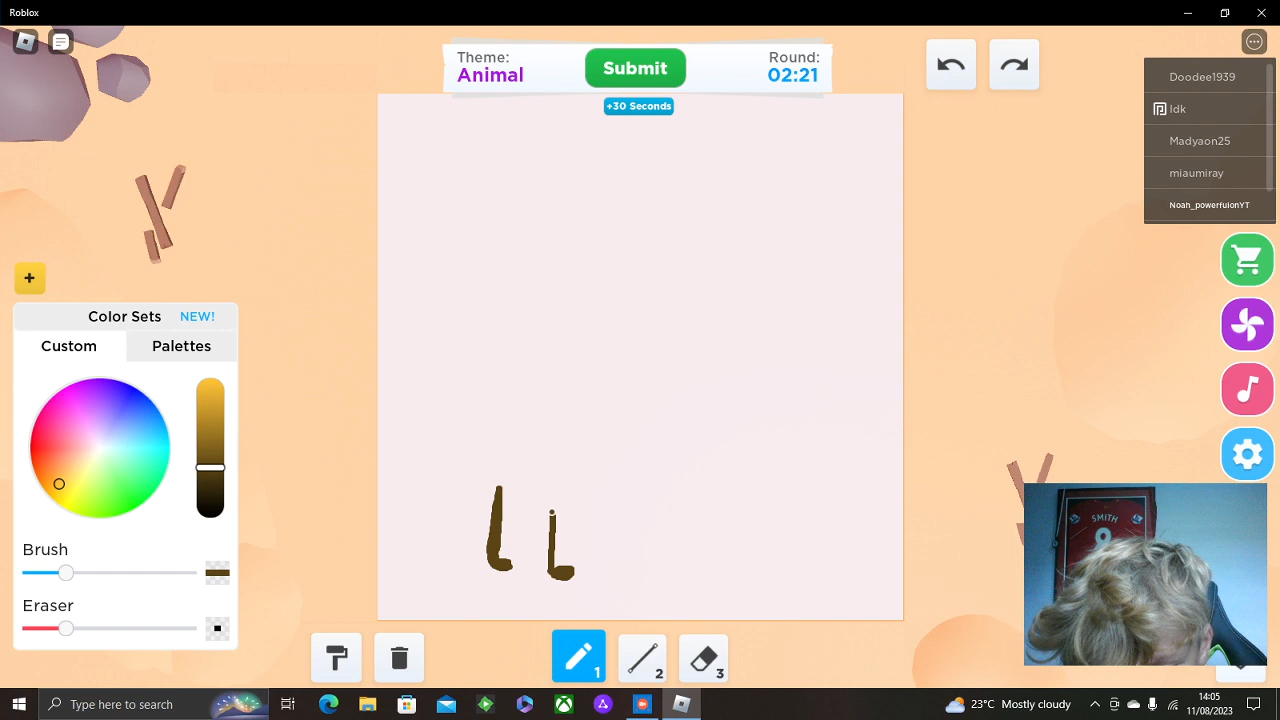 Roblox
Theme:
Animal
Submit
Round:
02:21
+30 Seconds
Doodee1939
Idk
Madyaon25
miaumiray
Noah_powerfulonYT
+
Color Sets NEW!
Custom Palettes
Brush
Eraser
SMITH
9
1
2
3
Type here to search
23°C Mostly cloudy
14:05
11/08/2023